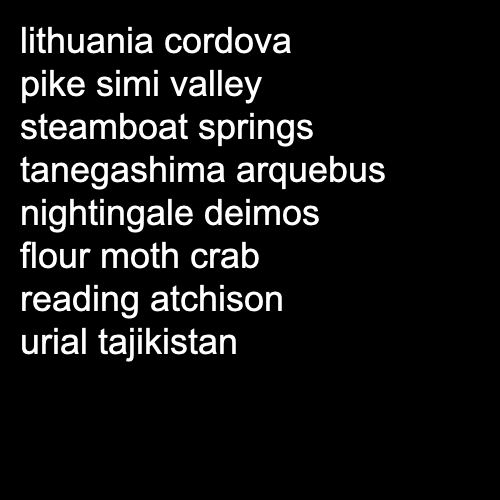 lithuania cordova
pike simi valley
steamboat springs
tanegashima arquebus
nightingale deimos
flour moth crab
reading atchison
urial tajikistan